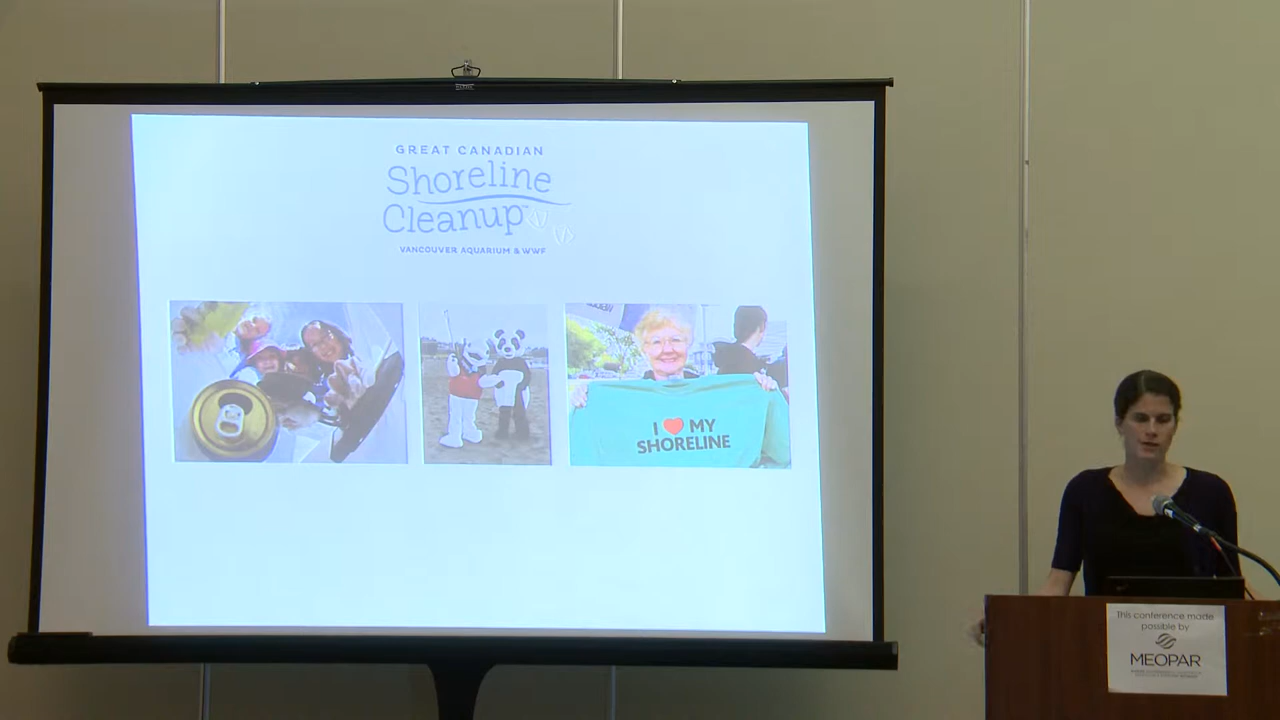 GREAT CANADIAN
Shoreline
Cleanup
VANCOUVER AQUARIUM & WWF
I ❤ MY
SHORELINE
This conference made
possible by
MEOPAR